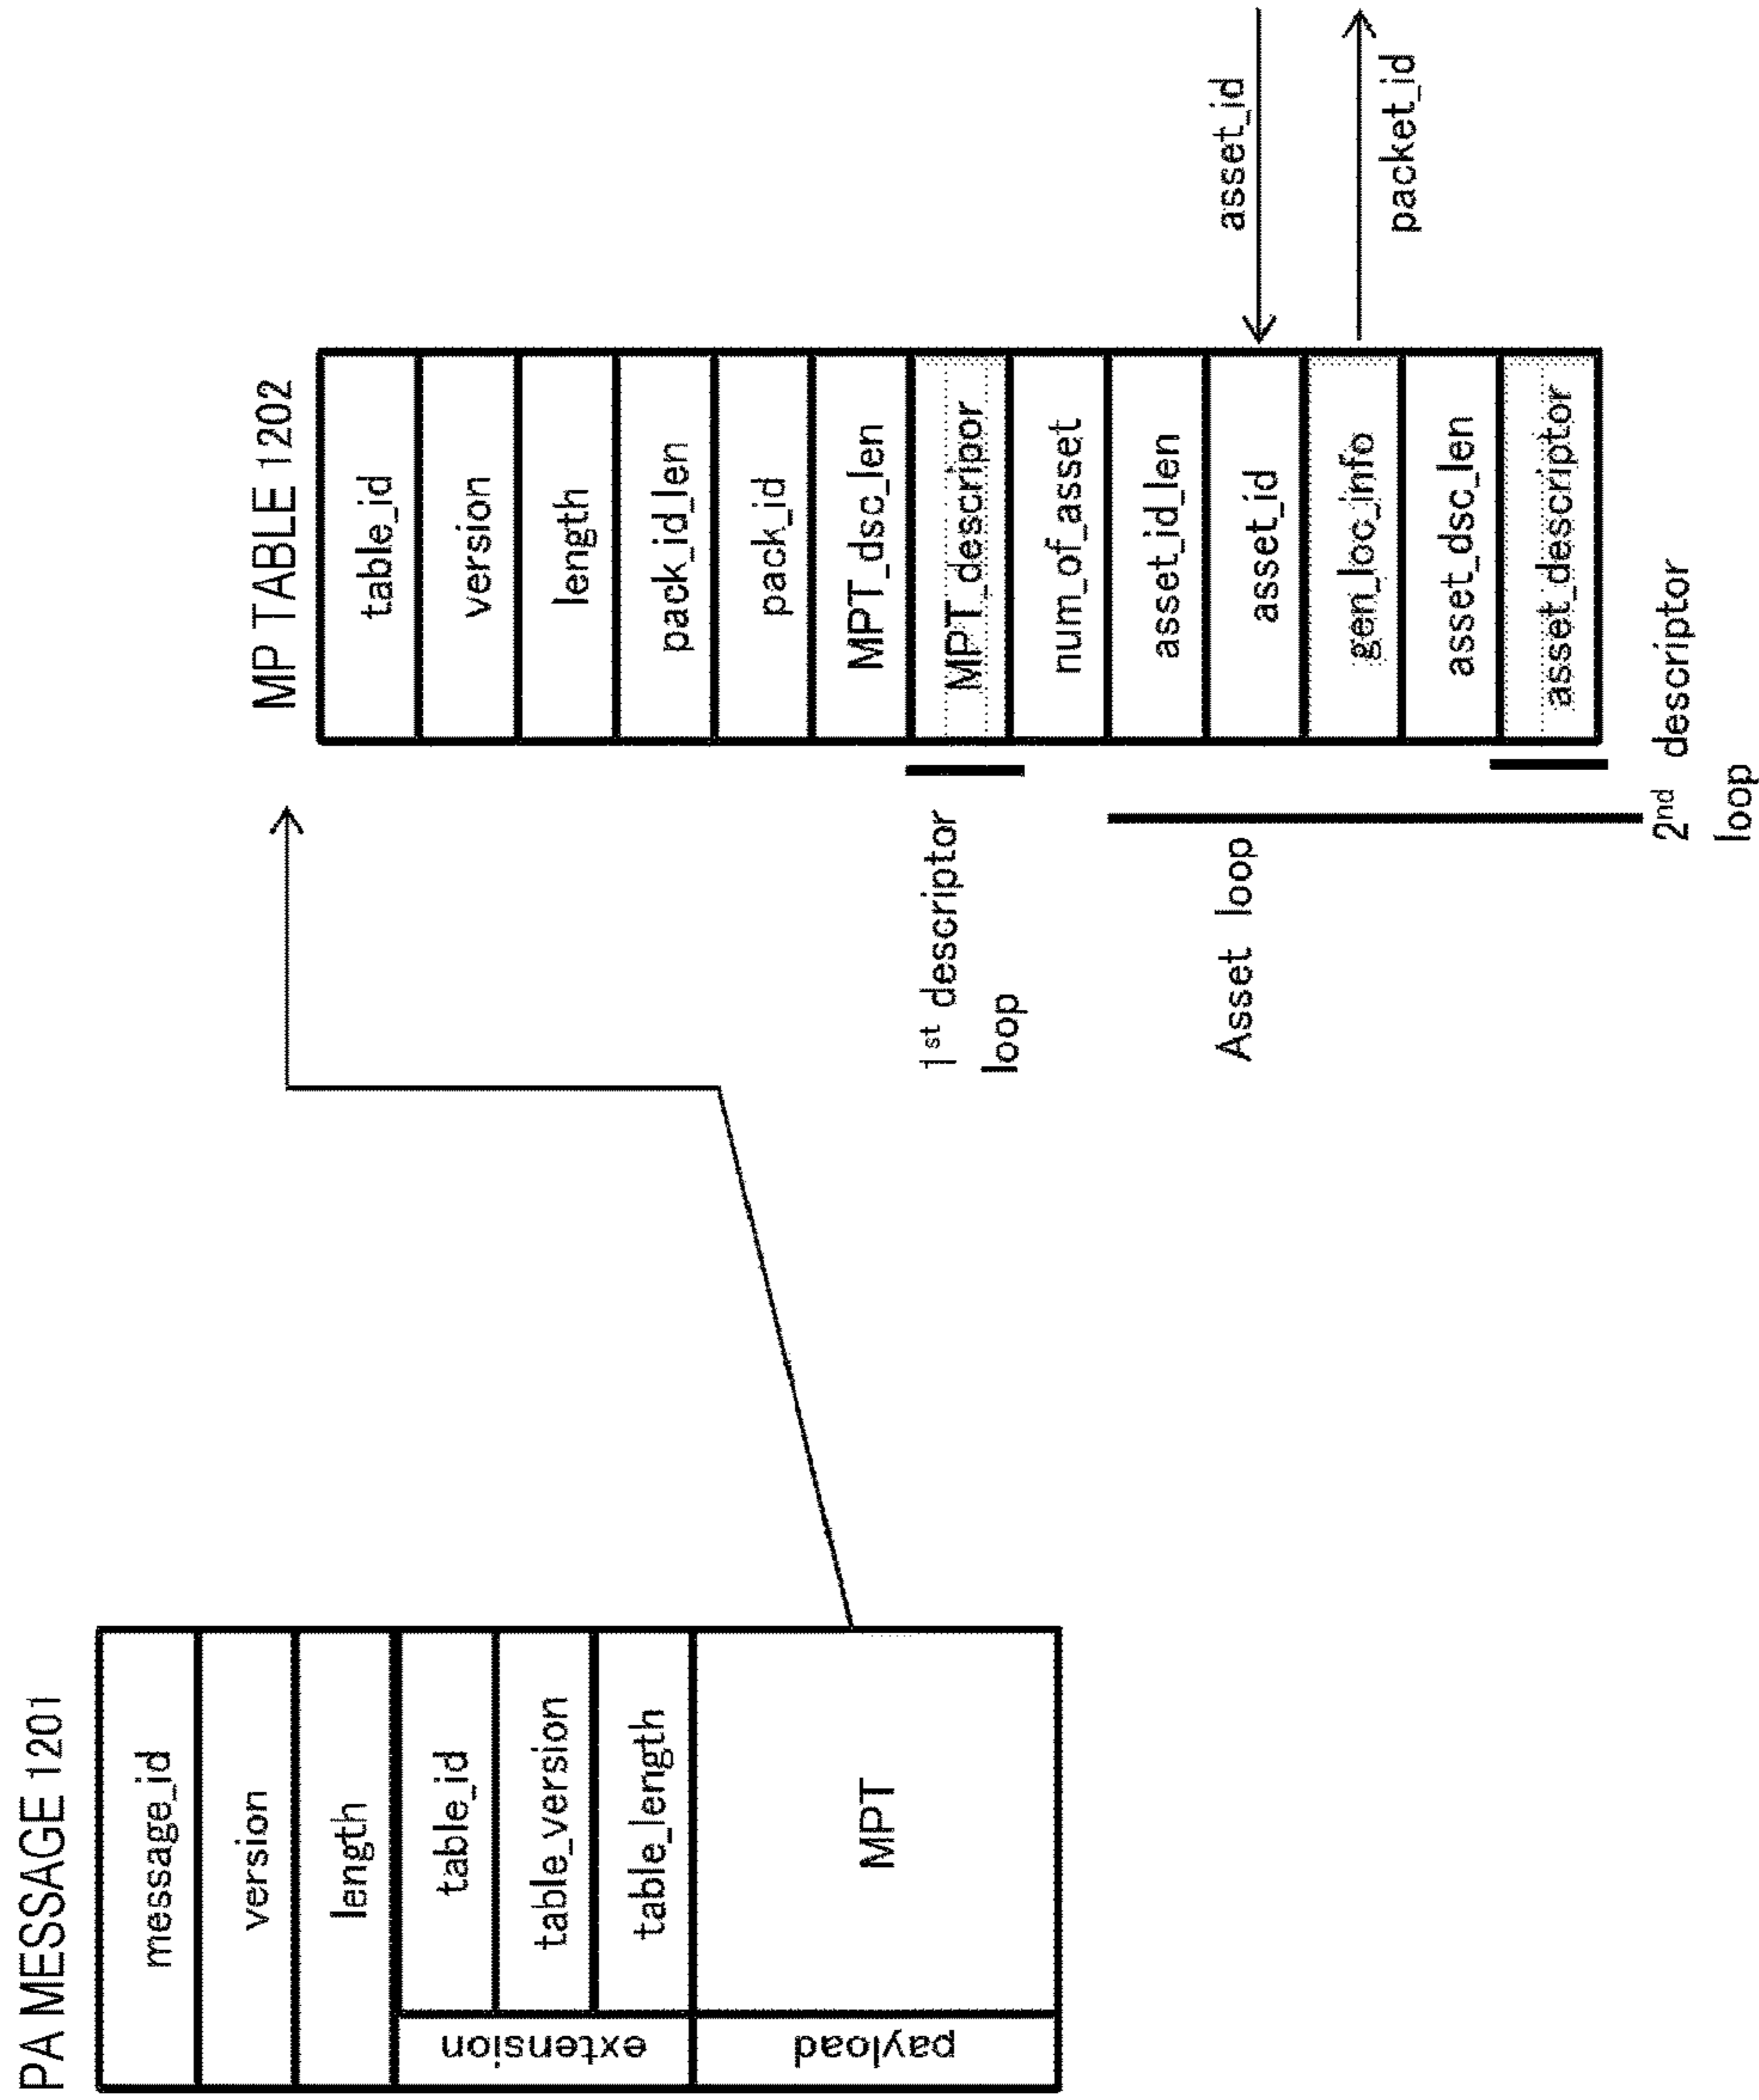 PA MESSAGE 1201
message_id
version
length
extension
table_id
table_version
table_length
payload
MPT
MP TABLE 1202
table_id
version
length
pack_id_len
pack_id
MPT_dsc_len
MPT_descripor
num_of_asset
asset_id_len
asset_id
gen_loc_info
asset_dsc_len
asset_descriptor
1st descriptor
loop
Asset loop
2nd descriptor
loop
asset_id
packet_id